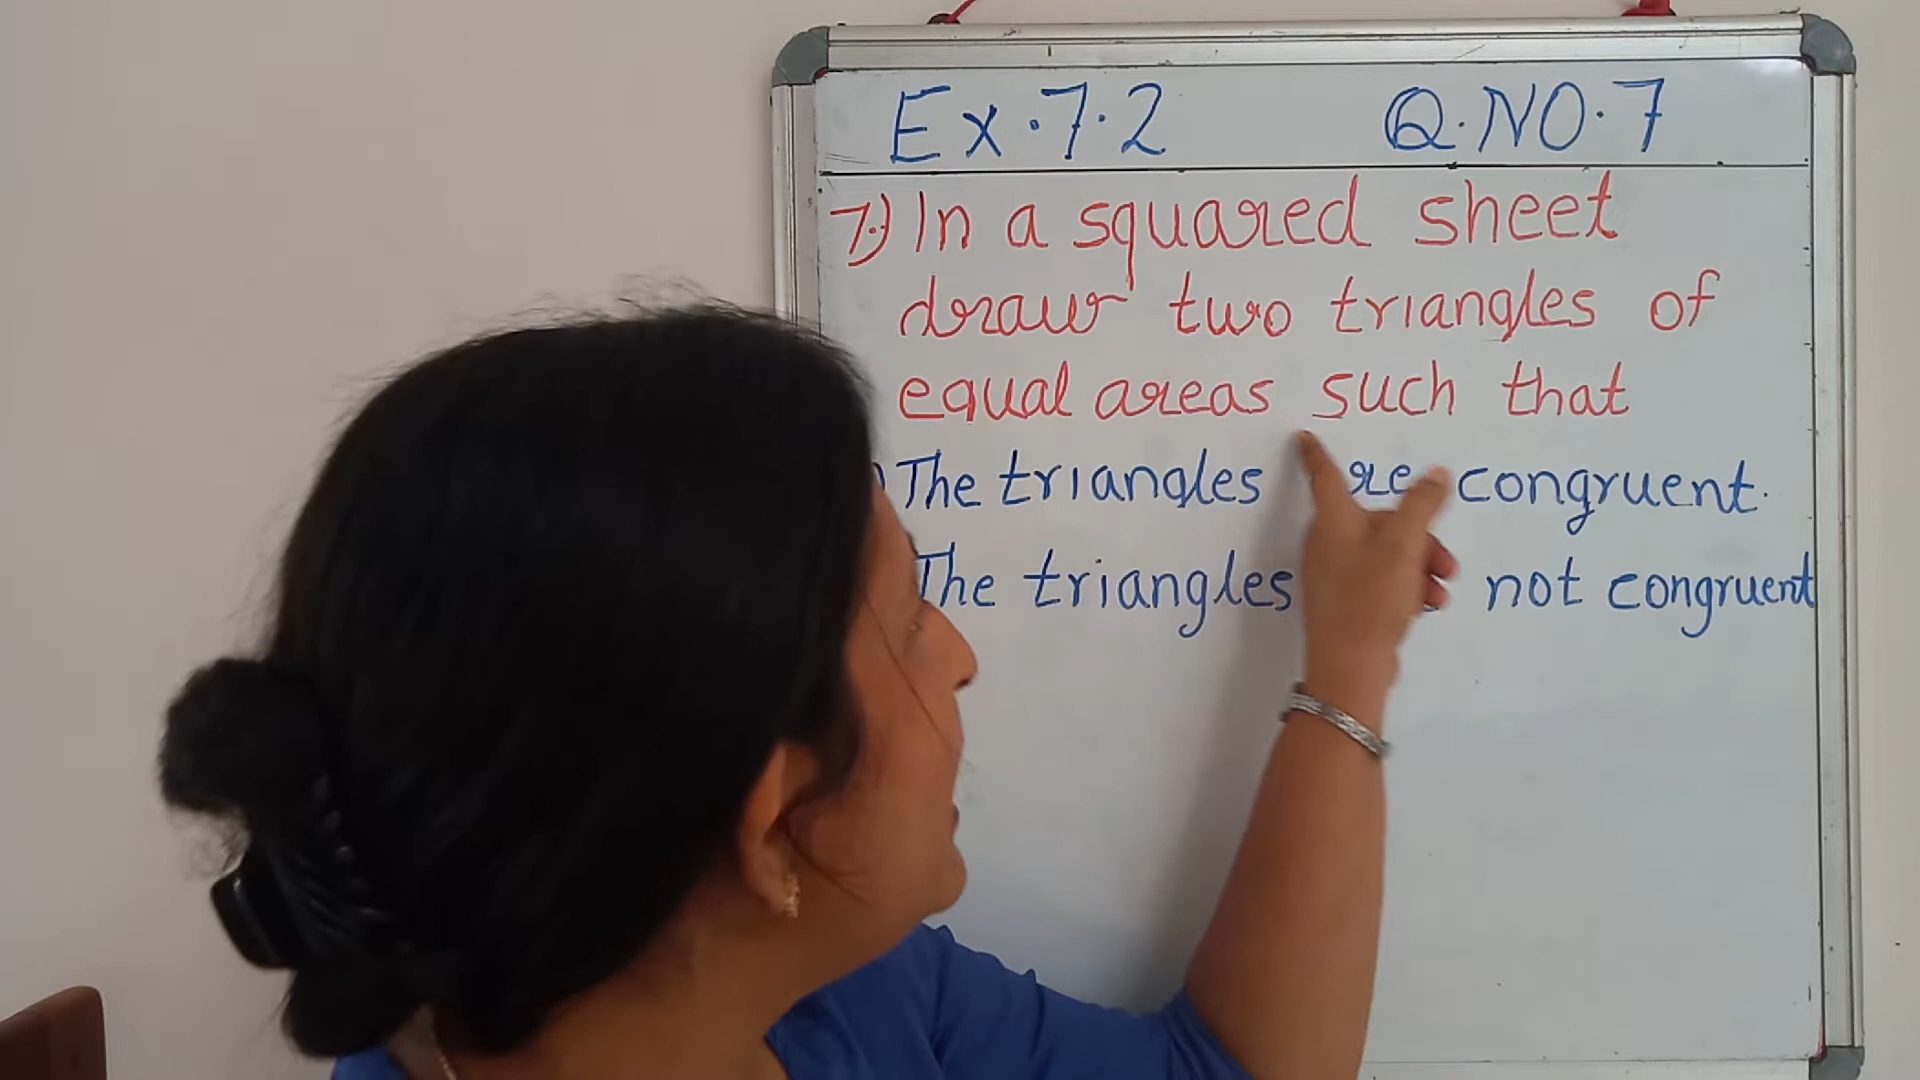 Ex.7.2 Q.NO.7
7.) In a squared sheet
draw two triangles of
equal areas such that
The triangles congruent.
The triangles not congruent